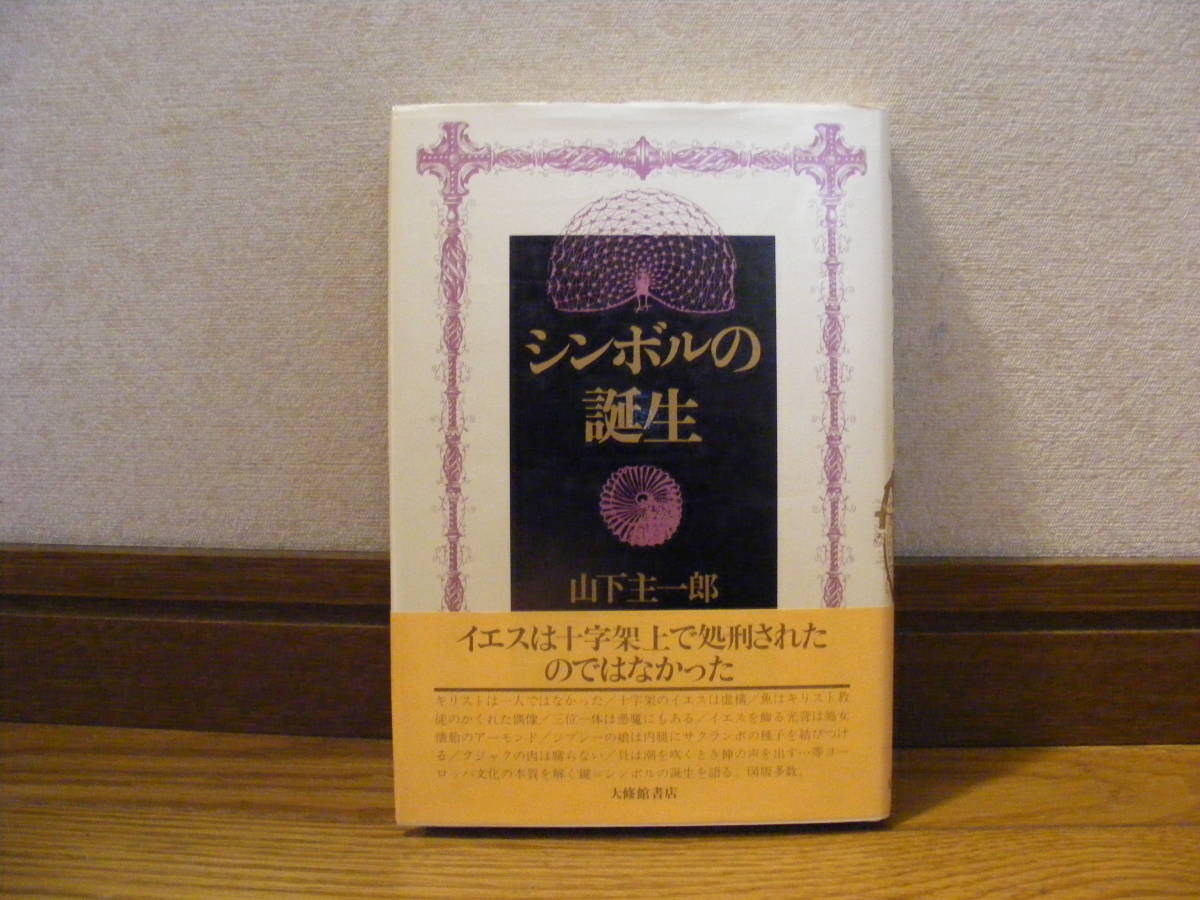 シンボルの
誕生
山下主一郎
イエスは十字架上で処刑された
のではなかった
キリストは一人ではなかった/十字架のイエスは虚構/魚はキリスト教
徒のかくれた偶像/三位一体は悪魔にもある/イエスを飾る光背は処女
懐胎のアーモンド/ジプシーの娘は内腿にサクランボの種子を結びつけ
る/クジャクの肉は腐らない/貝は潮を吹くとき神の声を出す…等ヨー
ロッパ文化の本質を解く鍵=シンボルの誕生を語る。図版多数。
大修館書店